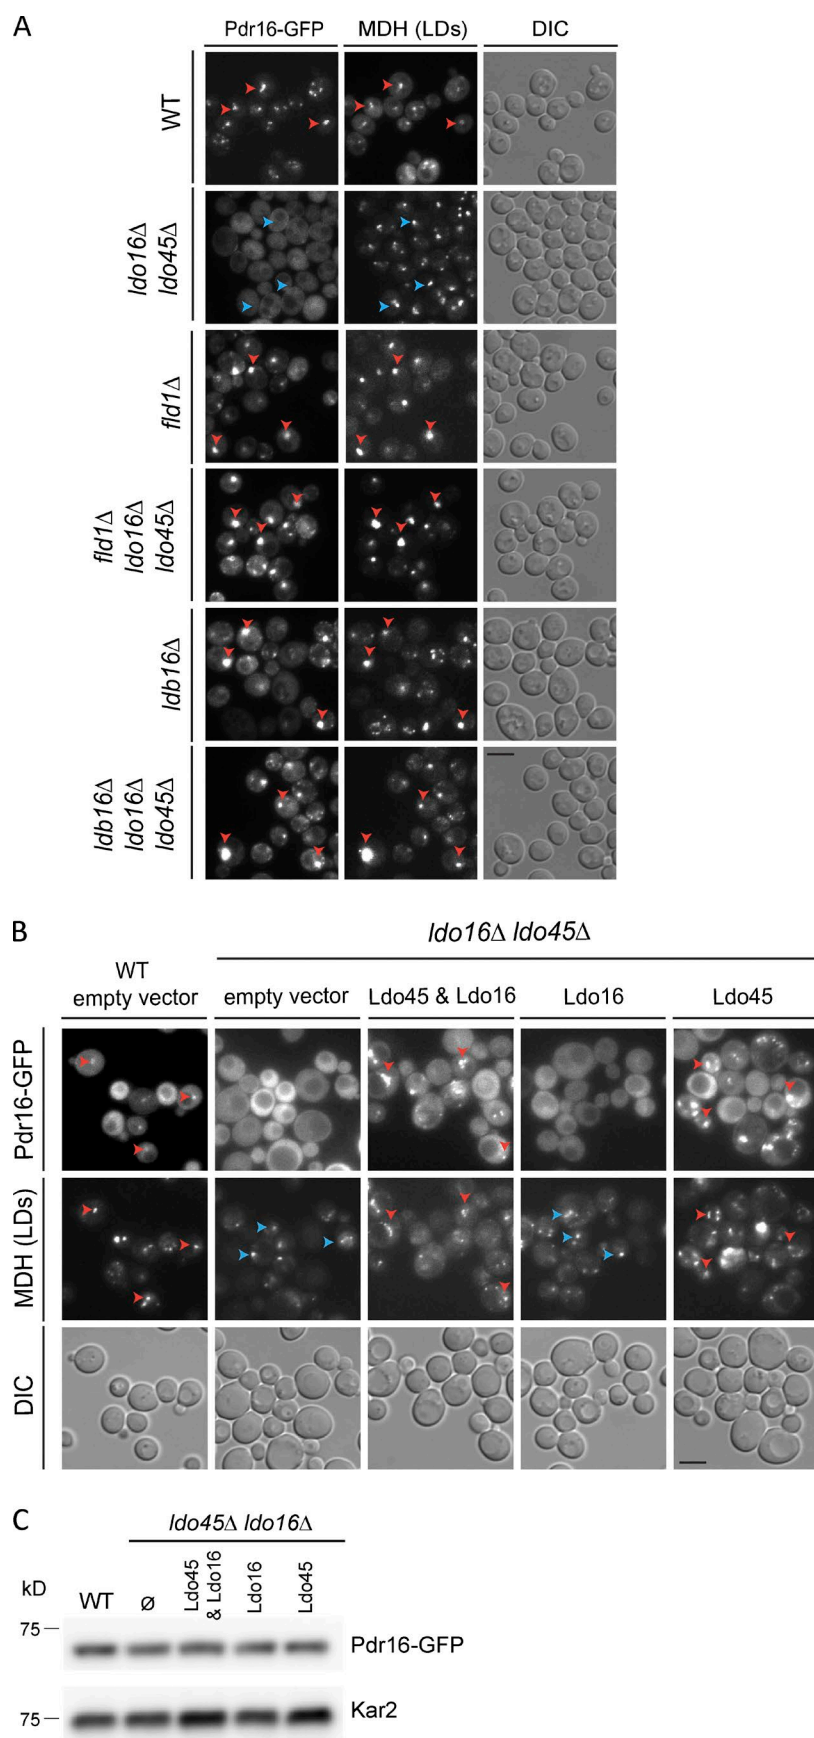 A
Pdr16-GFP MDH (LDs) DIC
WT
ldo16Δ
ldo45Δ
fld1Δ
fld1Δ
ldo16Δ
ldo45Δ
ldb16Δ
ldb16Δ
ldo16Δ
ldo45Δ
B
ldo16Δ ldo45Δ
WT
empty vector
empty vector
Ldo45 & Ldo16
Ldo16
Ldo45
Pdr16-GFP
MDH (LDs)
DIC
C
ldo45Δ ldo16Δ
kD
WT
Ø
Ldo45
& Ldo16
Ldo16
Ldo45
75
Pdr16-GFP
75
Kar2